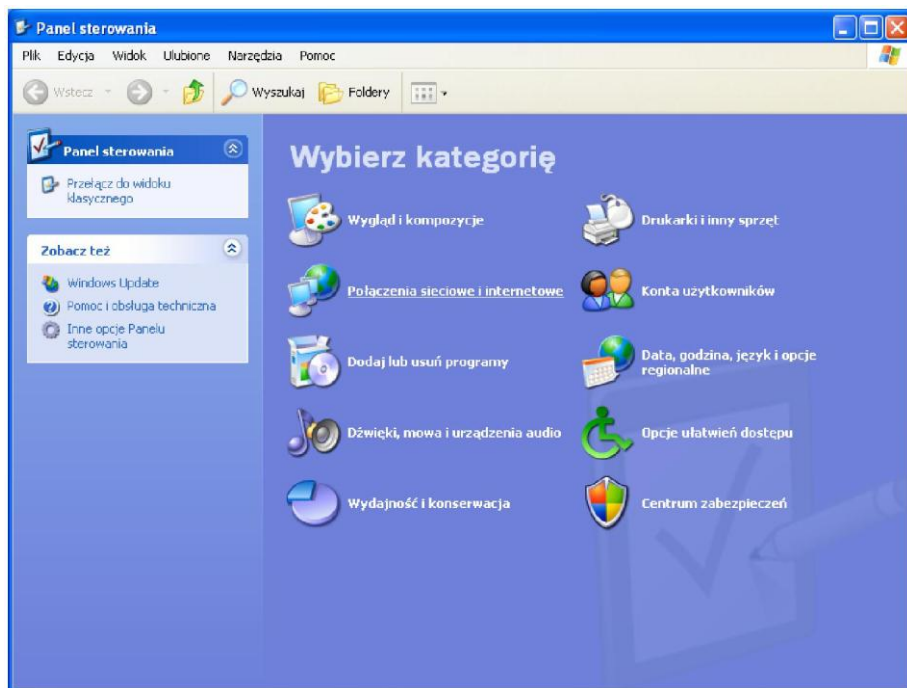 Panel sterowania
Plik Edycja Widok Ulubione Narzędzia Pomoc
Wstecz Wyszukaj Foldery
Panel sterowania
Przełącz do widoku
klasycznego
Zobacz też
Windows Update
Pomoc i obsługa techniczna
Inne opcje Panelu
sterowania
Wybierz kategorię
Wygląd i kompozycje
Drukarki i inny sprzęt
Połączenia sieciowe i internetowe
Konta użytkowników
Dodaj lub usuń programy
Data, godzina, język i opcje
regionalne
Dźwięki, mowa i urządzenia audio
Opcje ułatwień dostępu
Wydajność i konserwacja
Centrum zabezpieczeń